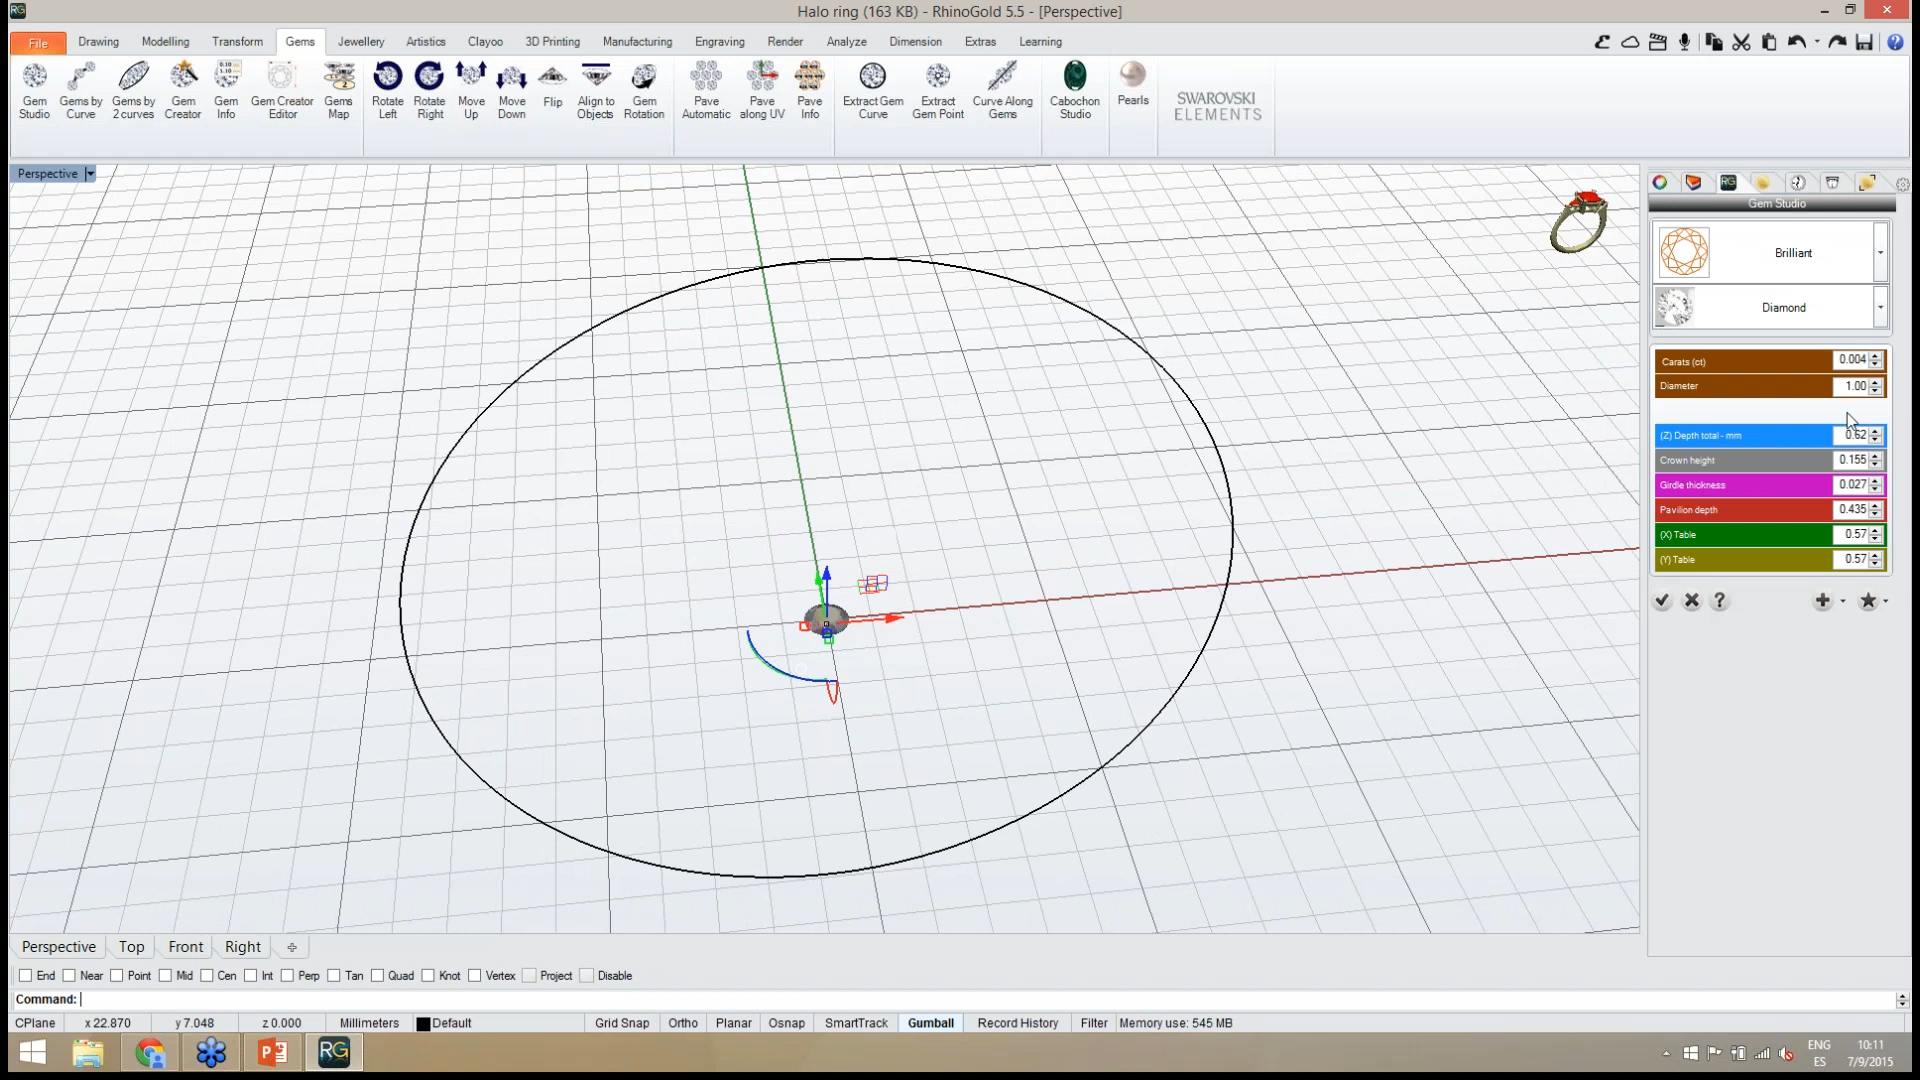 RG
Halo ring (163 KB) - RhinoGold 5.5 - [Perspective]
File Drawing Modelling Transform Gems Jewellery Artistics Clayoo 3D Printing Manufacturing Engraving Render Analyze Dimension Extras Learning
Gem Studio
Gems by Curve
Gems by 2 curves
Gem Creator
Gem Info
Gem Creator Editor
Gems Map
Rotate Left
Rotate Right
Move Up
Move Down
Flip
Align to Objects
Gem Rotation
Pave Automatic
Pave along UV
Pave Info
Extract Gem Curve
Extract Gem Point
Curve Along Gems
Cabochon Studio
Pearls
SWAROVSKI
ELEMENTS
Perspective
RG
Gem Studio
Brilliant
Diamond
Carats (ct) 0.004
Diameter 1.00
(Z) Depth total - mm 0.62
Crown height 0.155
Girdle thickness 0.027
Pavilion depth 0.435
(X) Table 0.57
(Y) Table 0.57
Perspective Top Front Right
End Near Point Mid Cen Int Perp Tan Quad Knot Vertex Project Disable
Command:
CPlane x 22.870 y 7.048 z 0.000 Millimeters Default Grid Snap Ortho Planar Osnap SmartTrack Gumball Record History Filter Memory use: 545 MB
RG
ENG
ES
10:11
7/9/2015